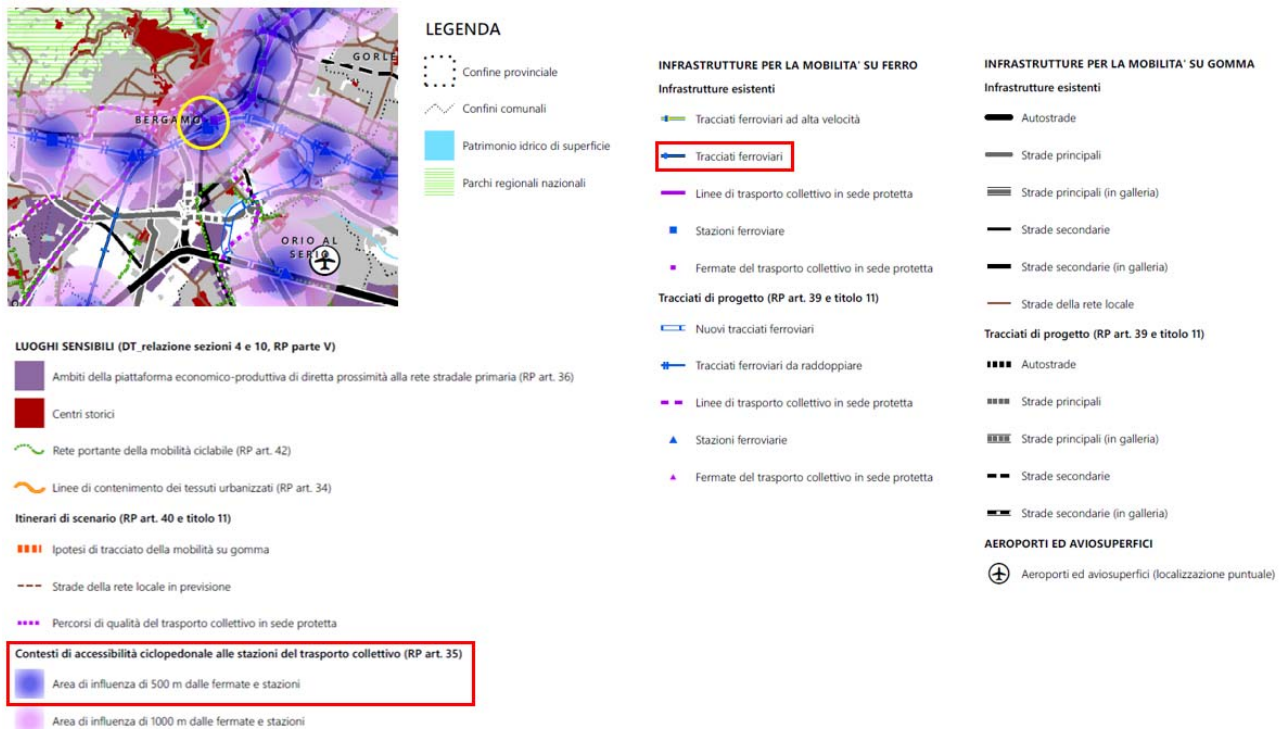 GORLE
BERGAMO
ORIO AL
SERIO
LEGENDA
Confine provinciale
Confini comunali
Patrimonio idrico di superficie
Parchi regionali nazionali
LUOGHI SENSIBILI (DT_relazione sezioni 4 e 10, RP parte V)
Ambiti della piattaforma economico-produttiva di diretta prossimità alla rete stradale primaria (RP art. 36)
Centri storici
Rete portante della mobilità ciclabile (RP art. 42)
Linee di contenimento dei tessuti urbanizzati (RP art. 34)
Itinerari di scenario (RP art. 40 e titolo 11)
Ipotesi di tracciato della mobilità su gomma
Strade della rete locale in previsione
Percorsi di qualità del trasporto collettivo in sede protetta
Contesti di accessibilità ciclopedonale alle stazioni del trasporto collettivo (RP art. 35)
Area di influenza di 500 m dalle fermate e stazioni
Area di influenza di 1000 m dalle fermate e stazioni
INFRASTRUTTURE PER LA MOBILITA' SU FERRO
Infrastrutture esistenti
Tracciati ferroviari ad alta velocità
Tracciati ferroviari
Linee di trasporto collettivo in sede protetta
Stazioni ferroviare
Fermate del trasporto collettivo in sede protetta
Tracciati di progetto (RP art. 39 e titolo 11)
Nuovi tracciati ferroviari
Tracciati ferroviari da raddoppiare
Linee di trasporto collettivo in sede protetta
Stazioni ferroviarie
Fermate del trasporto collettivo in sede protetta
INFRASTRUTTURE PER LA MOBILITA' SU GOMMA
Infrastrutture esistenti
Autostrade
Strade principali
Strade principali (in galleria)
Strade secondarie
Strade secondarie (in galleria)
Strade della rete locale
Tracciati di progetto (RP art. 39 e titolo 11)
Autostrade
Strade principali
Strade principali (in galleria)
Strade secondarie
Strade secondarie (in galleria)
AEROPORTI ED AVIOSUPERFICI
Aeroporti ed aviosuperfici (localizzazione puntuale)